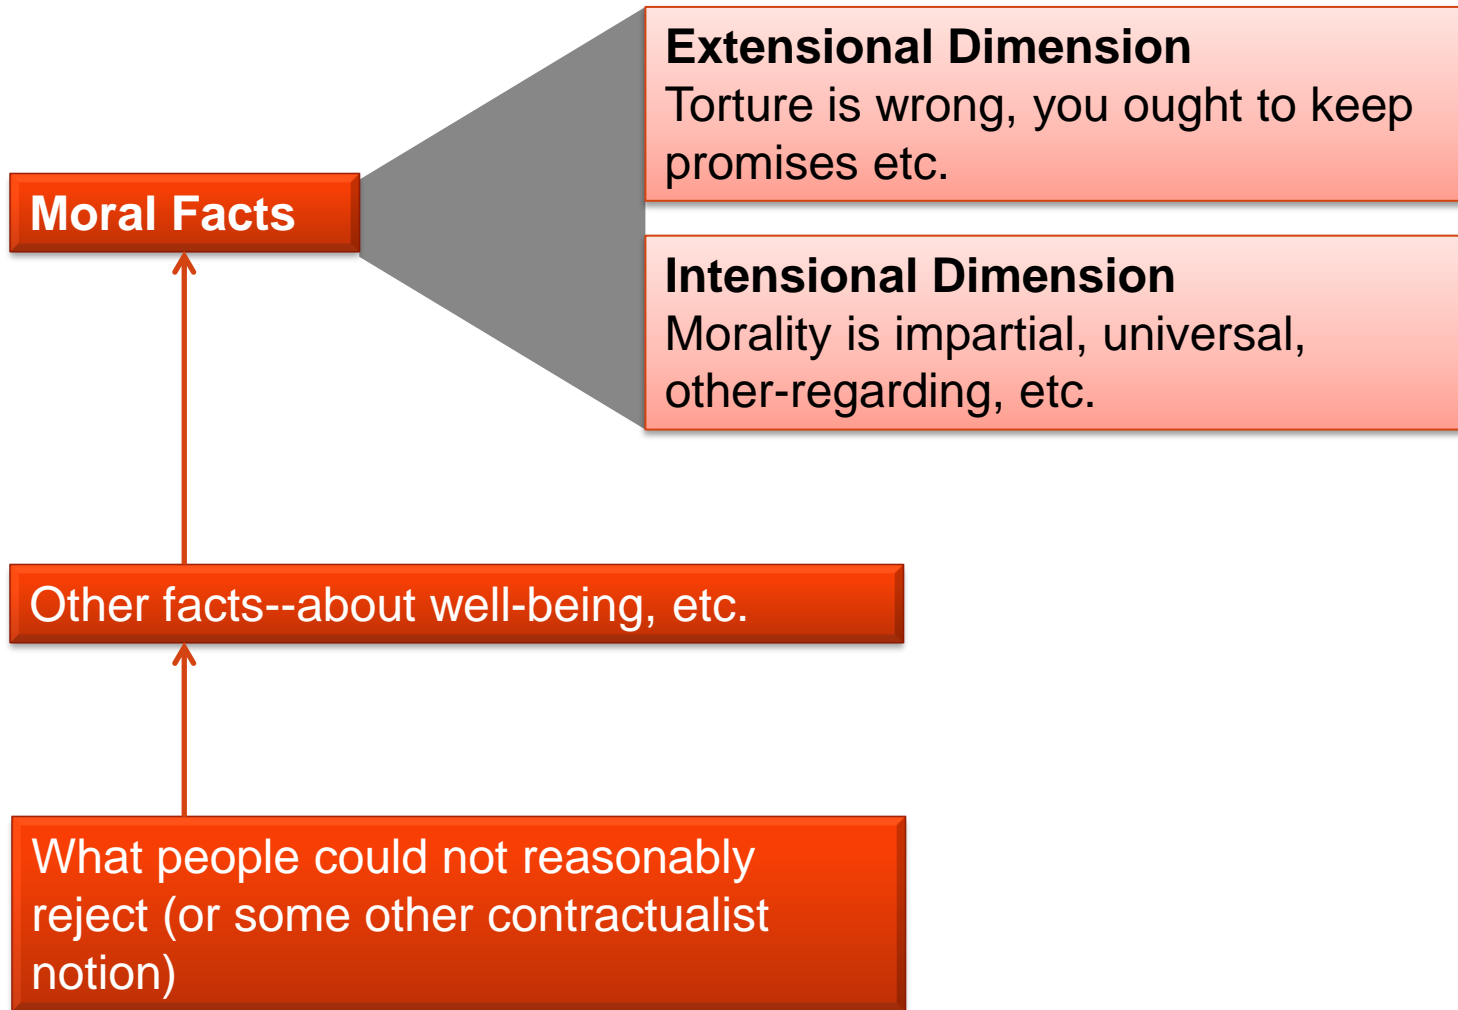 Extensional Dimension
Torture is wrong, you ought to keep
promises etc.
Moral Facts
Intensional Dimension
Morality is impartial, universal,
other-regarding, etc.
Other facts--about well-being, etc.
What people could not reasonably
reject (or some other contractualist
notion)